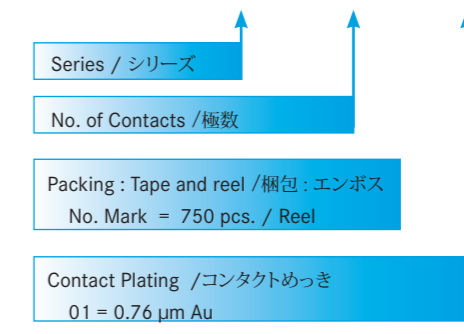 Series / シリーズ
No. of Contacts /極数
Packing : Tape and reel /梱包 : エンボス
No. Mark = 750 pcs. / Reel
Contact Plating /コンタクトめっき
01 = 0.76 µm Au